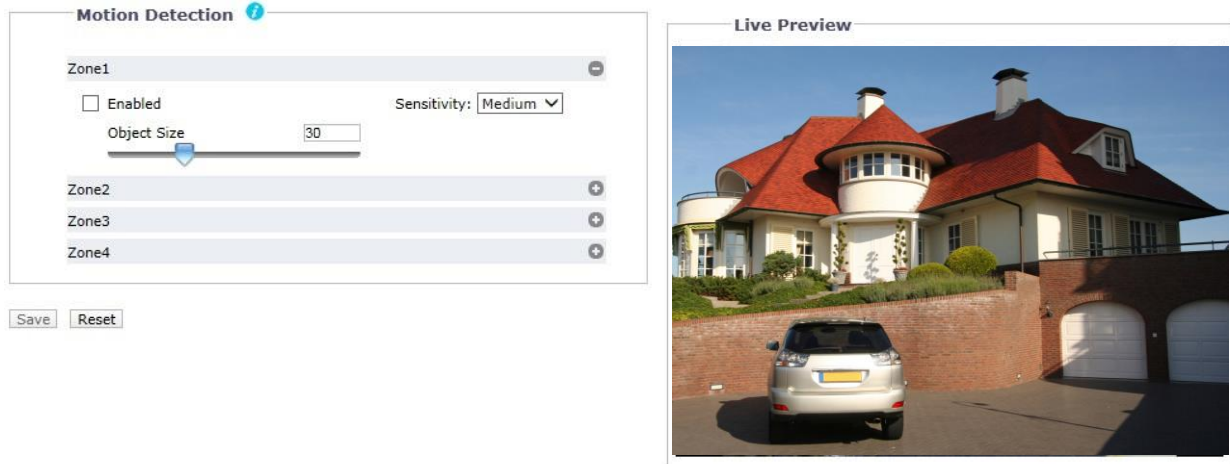 Motion Detection
Zone1
Enabled
Sensitivity: Medium
Object Size 30
Zone2
Zone3
Zone4
Save Reset
Live Preview